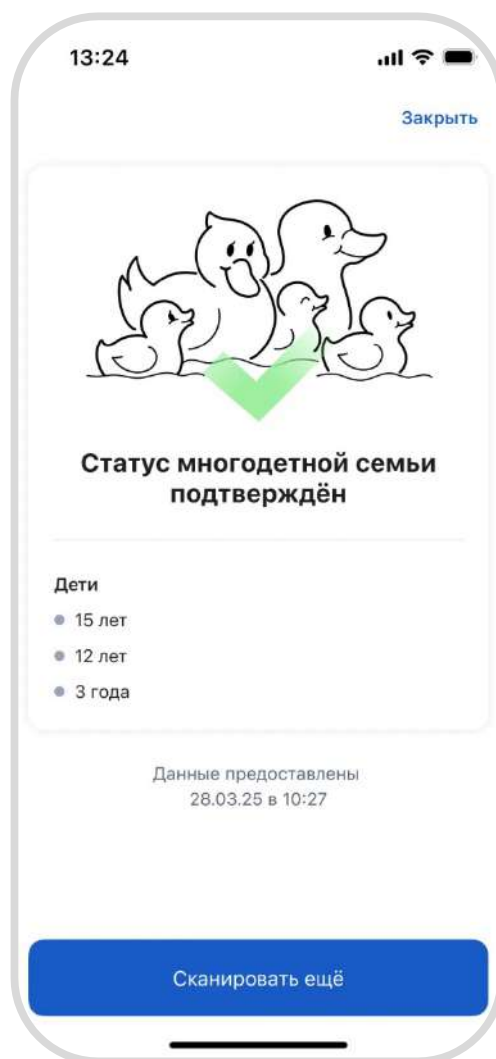 13:24
Закрыть
Статус многодетной семьи
подтверждён
Дети
15 лет
12 лет
3 года
Данные предоставлены
28.03.25 в 10:27
Сканировать ещё